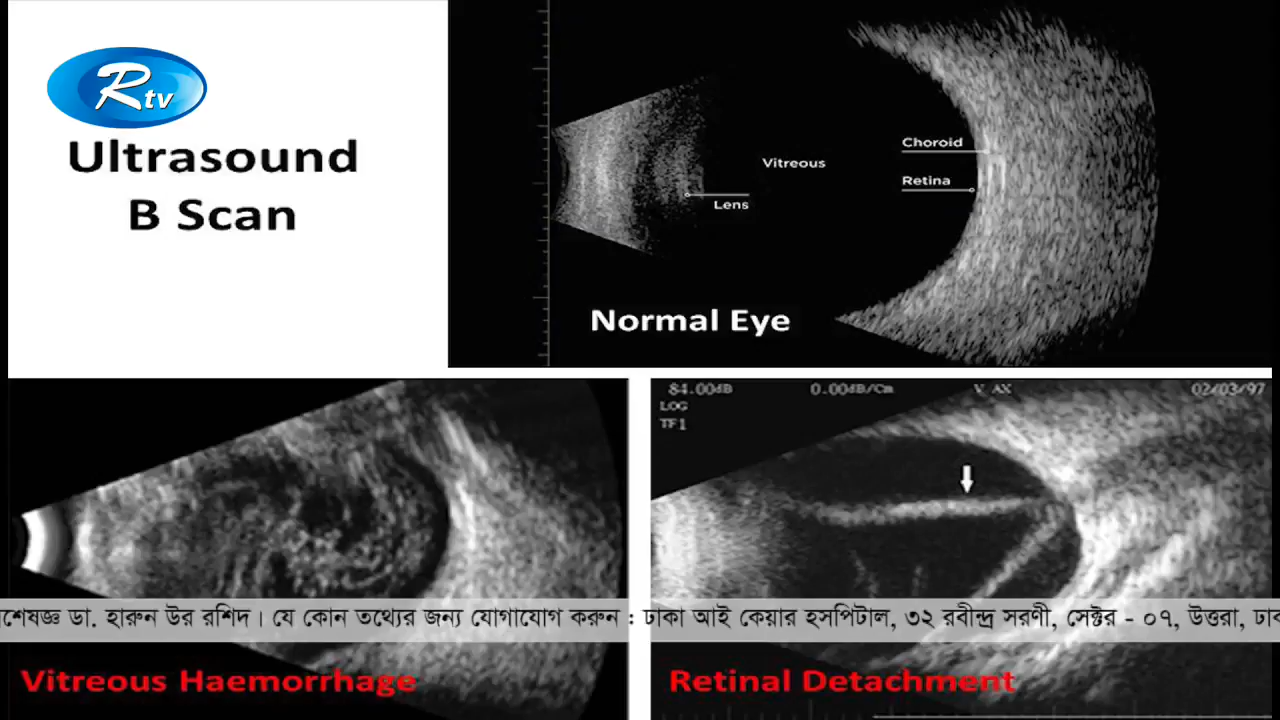 Rtv
Ultrasound
B Scan
Choroid
Vitreous
Retina
Lens
Normal Eye
84.00dB 0.00dB/Cm V AX 02/03/97
LOG
TF1
ডা. হারুন উর রশিদ। যে কোন তথ্যের জন্য যোগাযোগ করুন : ঢাকা আই কেয়ার হসপিটাল, ৩২ রবীন্দ্র সরণী, সেক্টর - ০৭, উত্তরা,
Vitreous Haemorrhage
Retinal Detachment